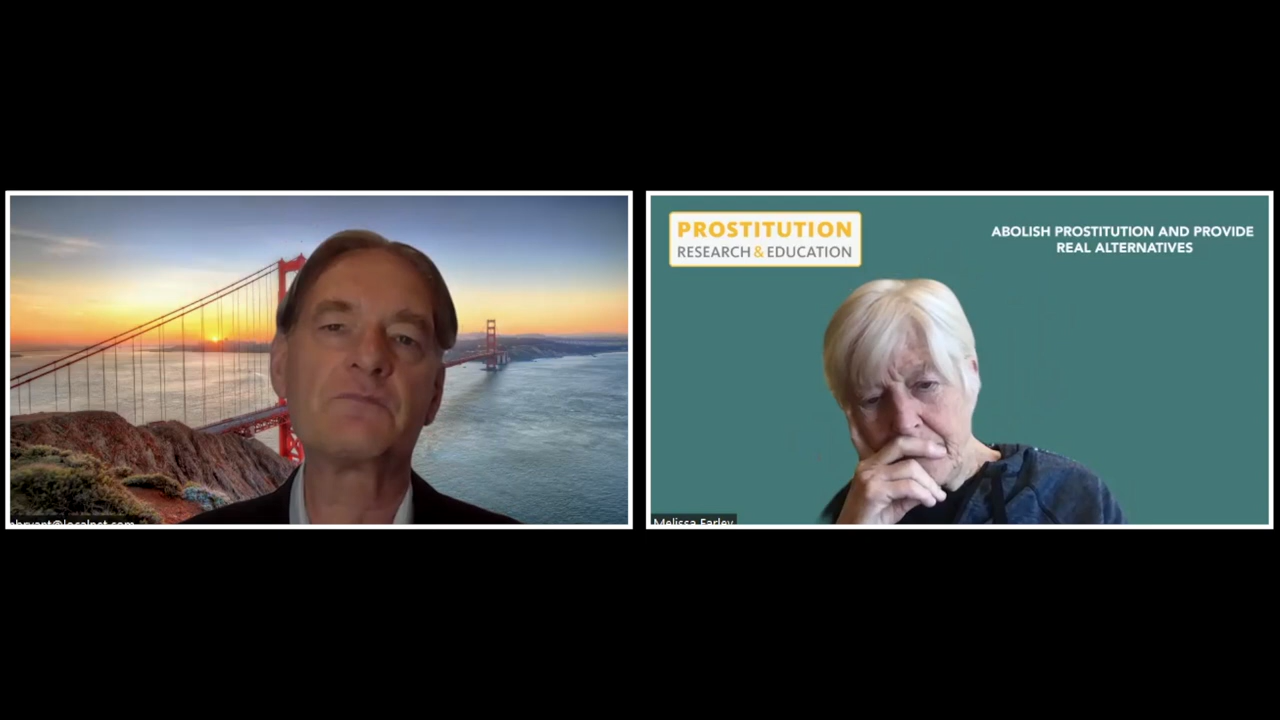 PROSTITUTION
RESEARCH & EDUCATION
ABOLISH PROSTITUTION AND PROVIDE
REAL ALTERNATIVES
Melissa Farley